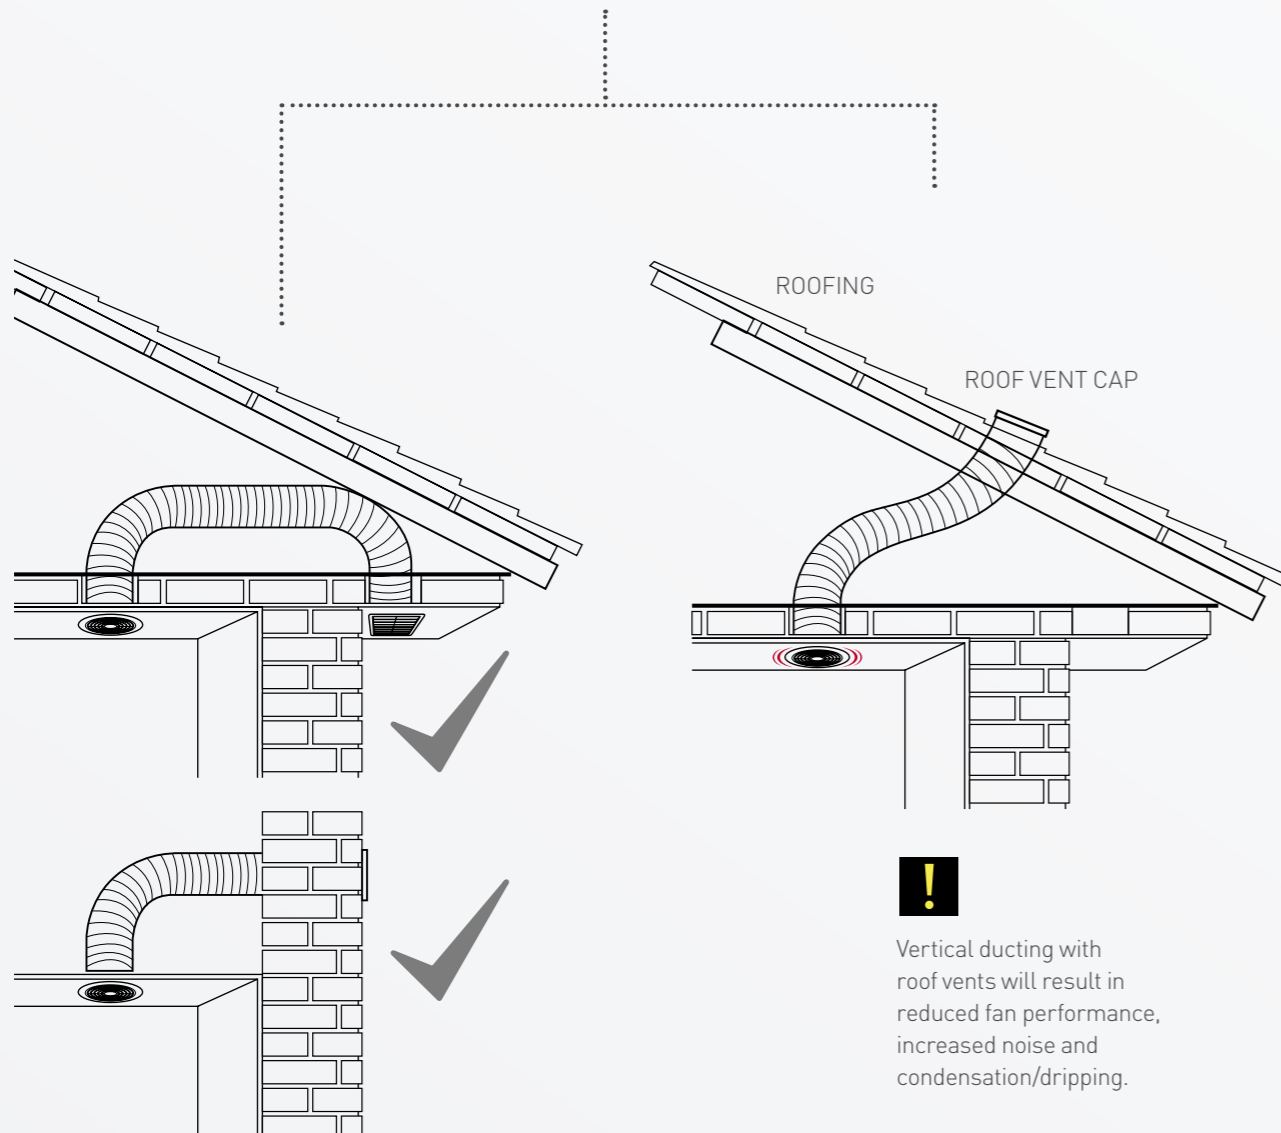 ROOFING
ROOF VENT CAP
!
Vertical ducting with
roof vents will result in
reduced fan performance,
increased noise and
condensation/dripping.